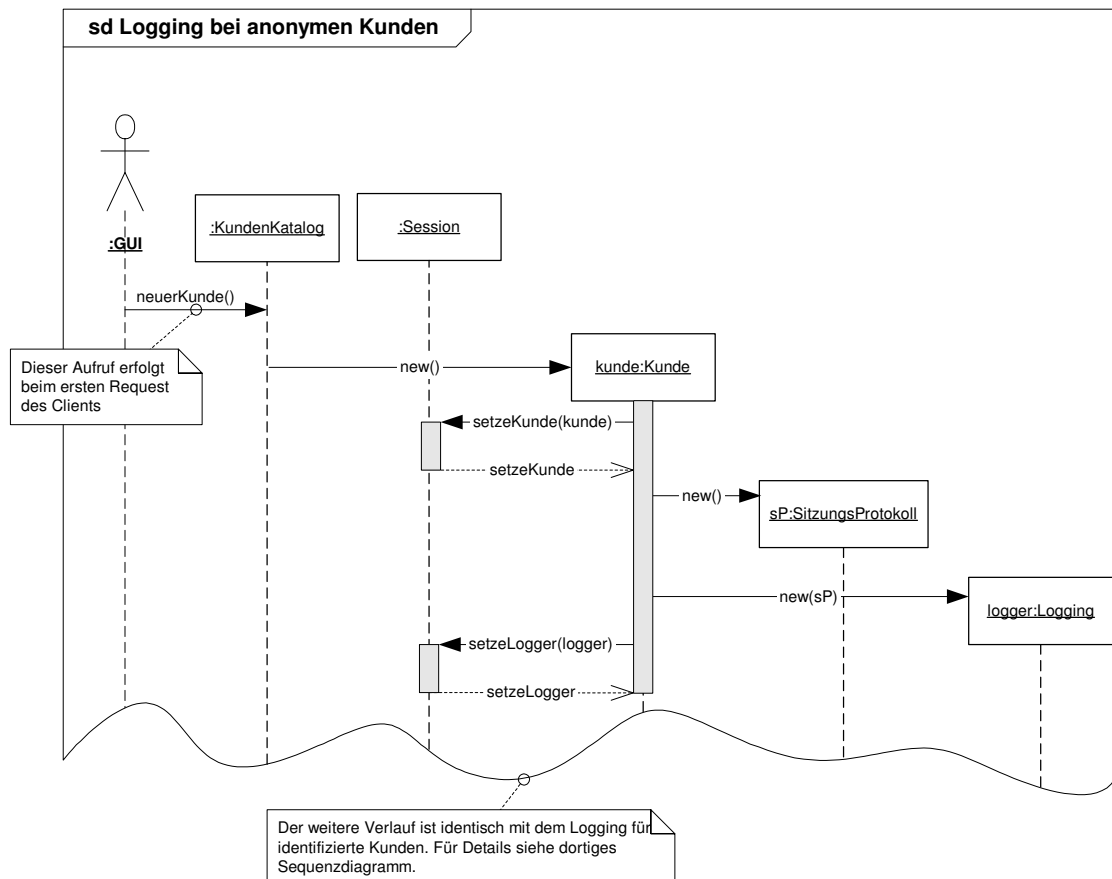 sd Logging bei anonymen Kunden
:GUI
:KundenKatalog
:Session
neuerKunde()
Dieser Aufruf erfolgt
beim ersten Request
des Clients
new()
kunde:Kunde
setzeKunde(kunde)
setzeKunde
new()
sP:SitzungsProtokoll
new(sP)
logger:Logging
setzeLogger(logger)
setzeLogger
Der weitere Verlauf ist identisch mit dem Logging für
identifizierte Kunden. Für Details siehe dortiges
Sequenzdiagramm.